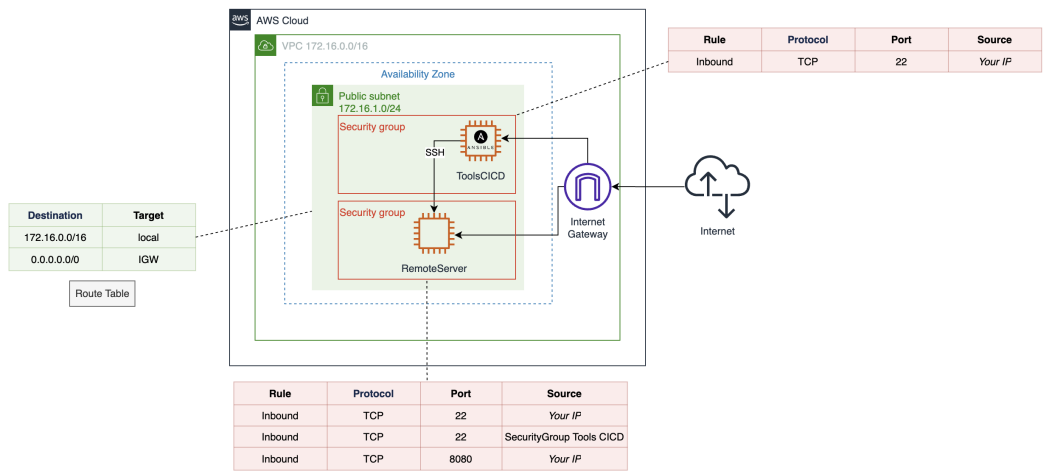 aws AWS Cloud
VPC 172.16.0.0/16
Availability Zone
Public subnet
172.16.1.0/24
Security group
A
ANSIBLE
SSH
ToolsCICD
Security group
RemoteServer
Internet
Gateway
Internet
Rule Protocol Port Source
Inbound TCP 22 Your IP
Destination Target
172.16.0.0/16 local
0.0.0.0.0/0 IGW
Route Table
Rule Protocol Port Source
Inbound TCP 22 Your IP
Inbound TCP 22 SecurityGroup Tools CICD
Inbound TCP 8080 Your IP